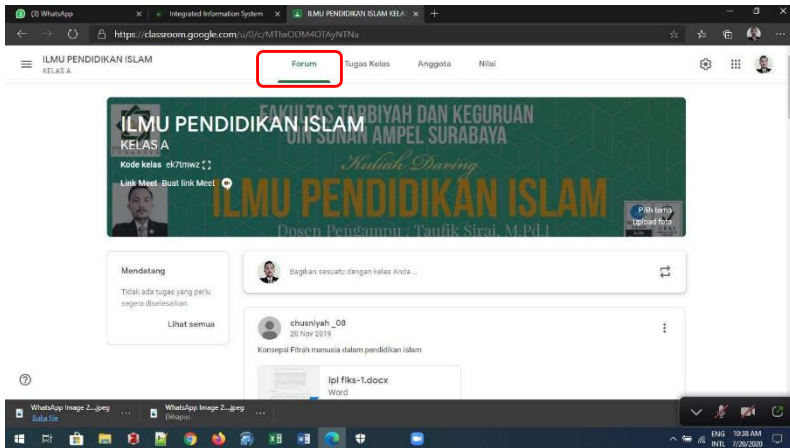 (3) WhatsApp
Integrated Information System
ILMU PENDIDIKAN ISLAM KELA
https://classroom.google.com/u/0/c/MTIwODM4OTAyNTNa
ILMU PENDIDIKAN ISLAM
KELAS A
Forum
Tugas Kelas
Anggota
Nilai
FAKULTAS TARBIYAH DAN KEGURUAN
UIN SUNAN AMPEL SURABAYA
ILMU PENDIDIKAN ISLAM
KELAS A
Kode kelas ek7tmwz
Link Meet Buat link Meet
Kuliah Daring
ILMU PENDIDIKAN ISLAM
Dosen Pengampu : Taufik Siraj, M.Pd.I
Pilih tema
Upload foto
Mendatang
Tidak ada tugas yang perlu
segera diselesaikan
Lihat semua
Bagikan sesuatu dengan kelas Anda ...
chusniyah _08
20 Nov 2019
Konsepsi Fitrah manusia dalam pendidikan islam
Ipi fiks-1.docx
Word
WhatsApp Image 2....jpeg
Buka file
WhatsApp Image 2....jpeg
Dihapus
ENG
INTL
10:38 AM
7/20/2020